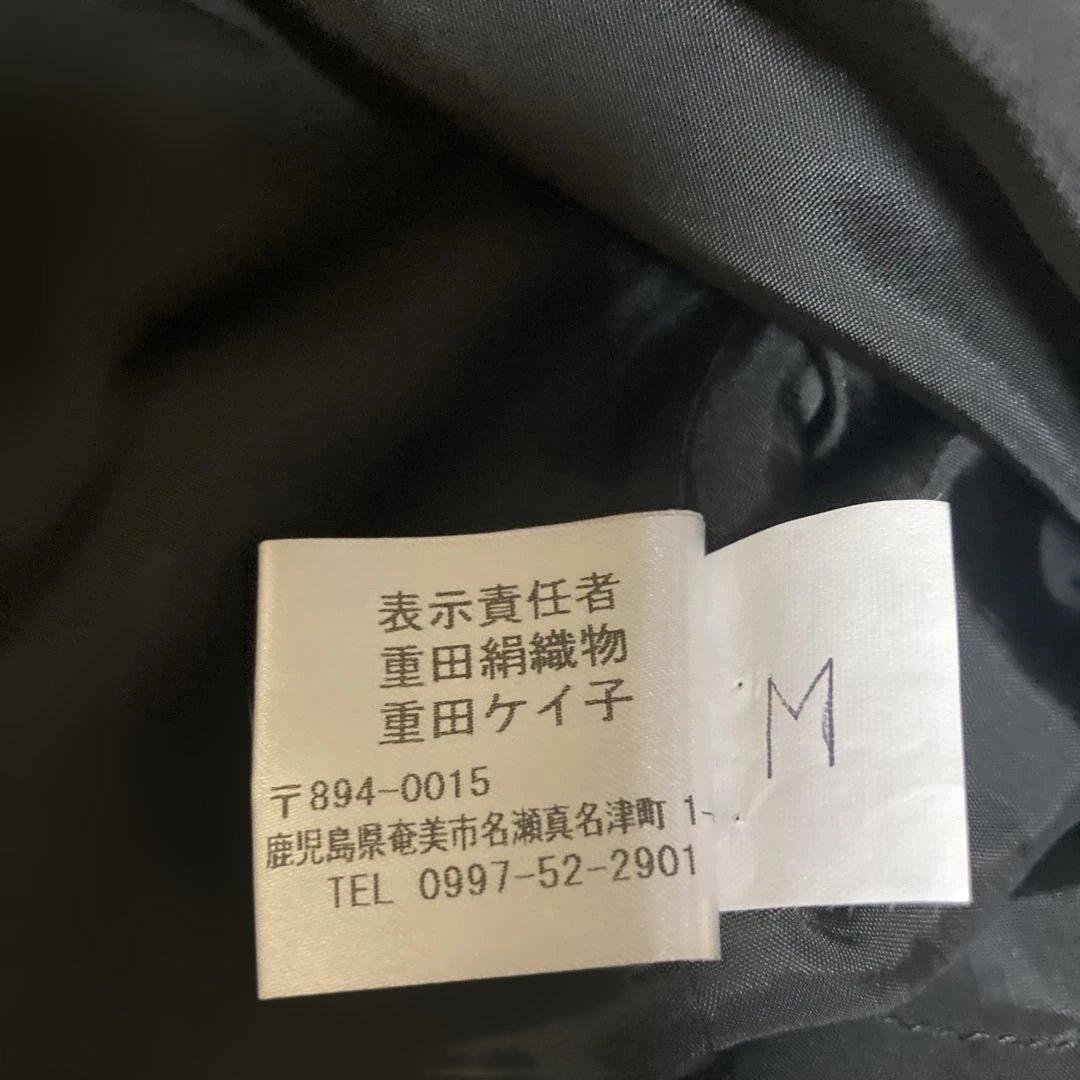 表示責任者
重田絹織物
重田ケイ子
〒894-0015
鹿児島県奄美市名瀬真名津町 1-
TEL 0997-52-2901
M